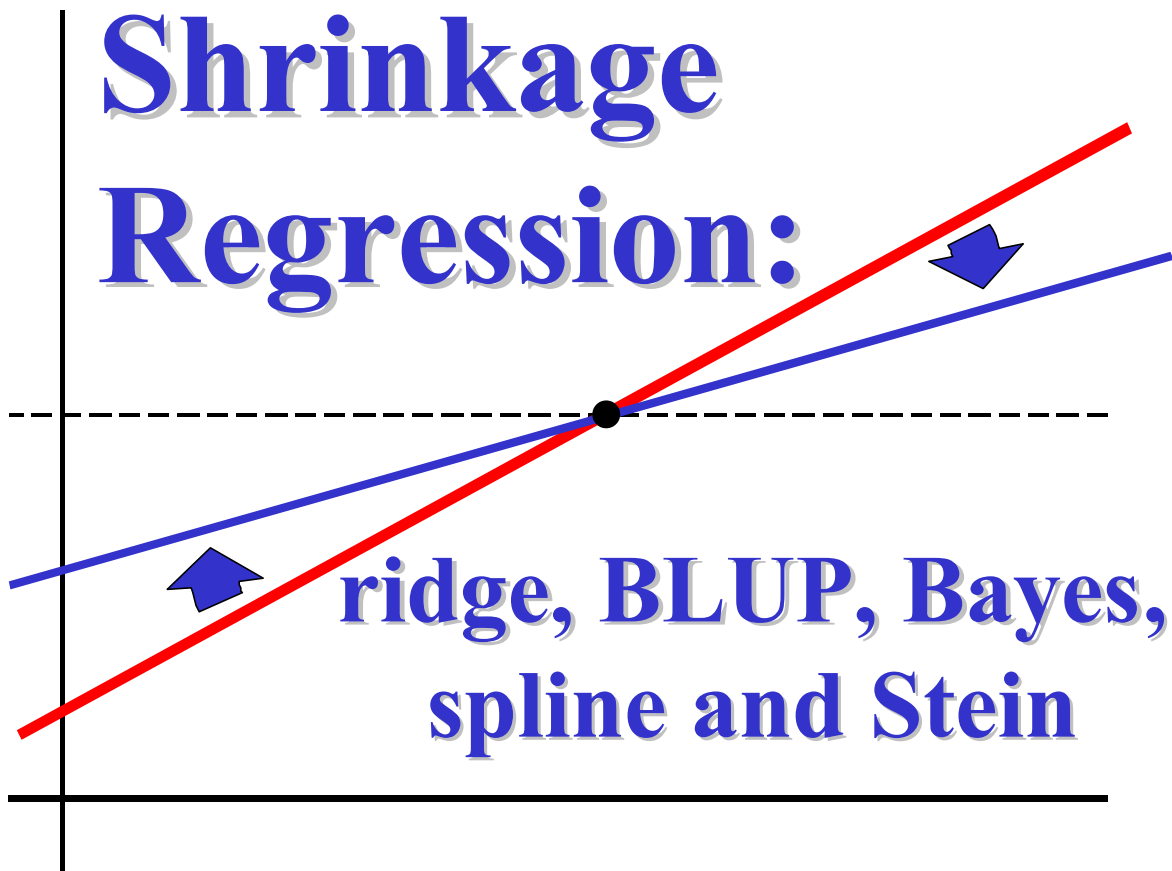 Shrinkage
Regression:
ridge, BLUP, Bayes,
spline and Stein